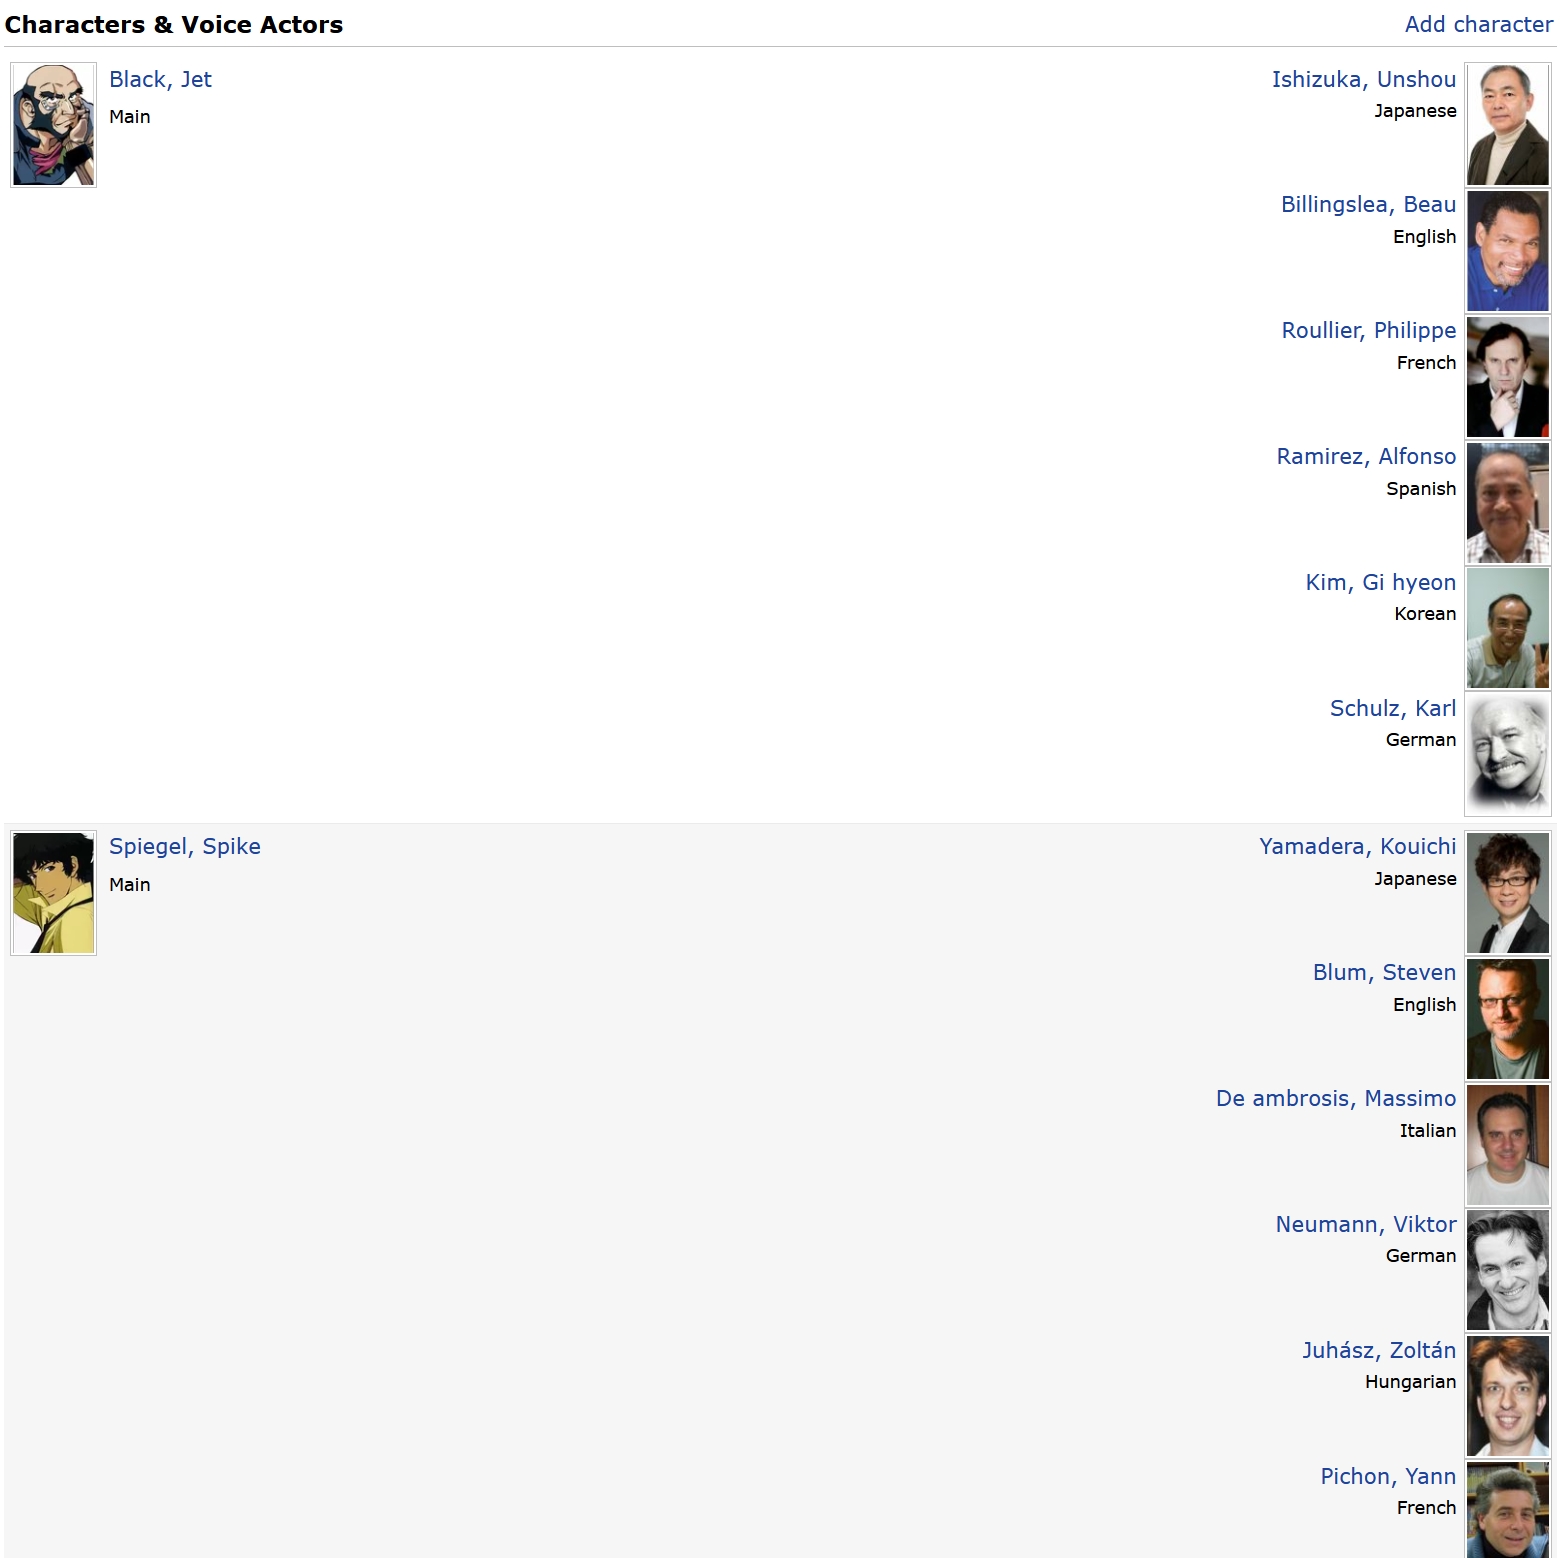 Characters & Voice Actors
Add character
Black, Jet
Main
Ishizuka, Unshou
Japanese
Billingslea, Beau
English
Roullier, Philippe
French
Ramirez, Alfonso
Spanish
Kim, Gi hyeon
Korean
Schulz, Karl
German
Spiegel, Spike
Main
Yamadera, Kouichi
Japanese
Blum, Steven
English
De ambrosis, Massimo
Italian
Neumann, Viktor
German
Juhász, Zoltán
Hungarian
Pichon, Yann
French